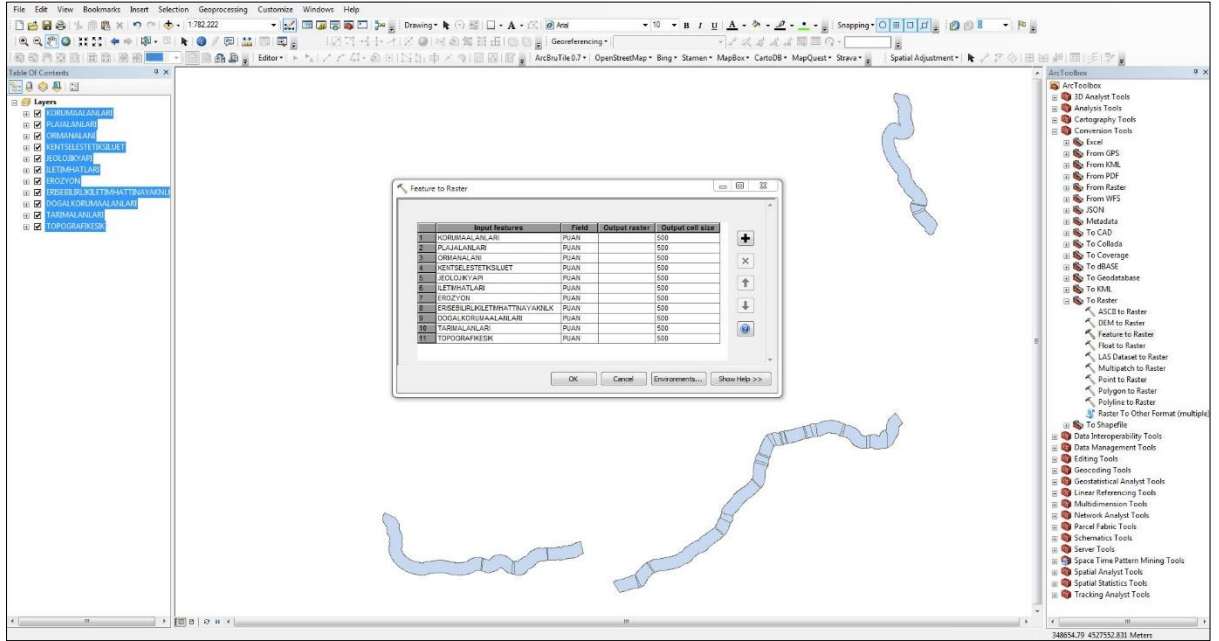 File Edit View Bookmarks Insert Selection Geoprocessing Customize Windows Help
1:782.222 Drawing A Arial 10 B I U A Snapping
Georeferencing
Editor ArcBruTile 0.7 OpenStreetMap Bing Stamen MapBox CartoDB MapQuest Strava Spatial Adjustment
Table Of Contents
Layers
KORUMAALANLARI
PLAJALANLARI
ORMANALANI
KENTSELESTETIKSILUET
JEOLOJIKYAPI
ILETIMHATLARI
EROZYON
ERISEBILIRLIKILETIMHATTINAYAKNLI
DOGALKORUMAALANLARI
TARIMALANLARI
TOPOGRAFIKESIK
Feature to Raster
Input features Field Output raster Output cell size
1 KORUMAALANLARI PUAN 500
2 PLAJALANLARI PUAN 500
3 ORMANALANI PUAN 500
4 KENTSELESTETIKSILUET PUAN 500
5 JEOLOJIKYAPI PUAN 500
6 ILETIMHATLARI PUAN 500
7 EROZYON PUAN 500
8 ERISEBILIRLIKILETIMHATTINAYAKNLK PUAN 500
9 DOGALKORUMAALANLARI PUAN 500
10 TARIMALANLARI PUAN 500
11 TOPOGRAFIKESIK PUAN 500
OK Cancel Environments... Show Help >>
ArcToolbox
ArcToolbox
3D Analyst Tools
Analysis Tools
Cartography Tools
Conversion Tools
Excel
From GPS
From KML
From PDF
From Raster
From WFS
JSON
Metadata
To CAD
To Collada
To Coverage
To dBASE
To Geodatabase
To KML
To Raster
ASCII to Raster
DEM to Raster
Feature to Raster
Float to Raster
LAS Dataset to Raster
Multipatch to Raster
Point to Raster
Polygon to Raster
Polyline to Raster
Raster To Other Format (multiple)
To Shapefile
Data Interoperability Tools
Data Management Tools
Editing Tools
Geocoding Tools
Geostatistical Analyst Tools
Linear Referencing Tools
Multidimension Tools
Network Analyst Tools
Parcel Fabric Tools
Schematics Tools
Server Tools
Space Time Pattern Mining Tools
Spatial Analyst Tools
Spatial Statistics Tools
Tracking Analyst Tools
348654.79 4527552.831 Meters